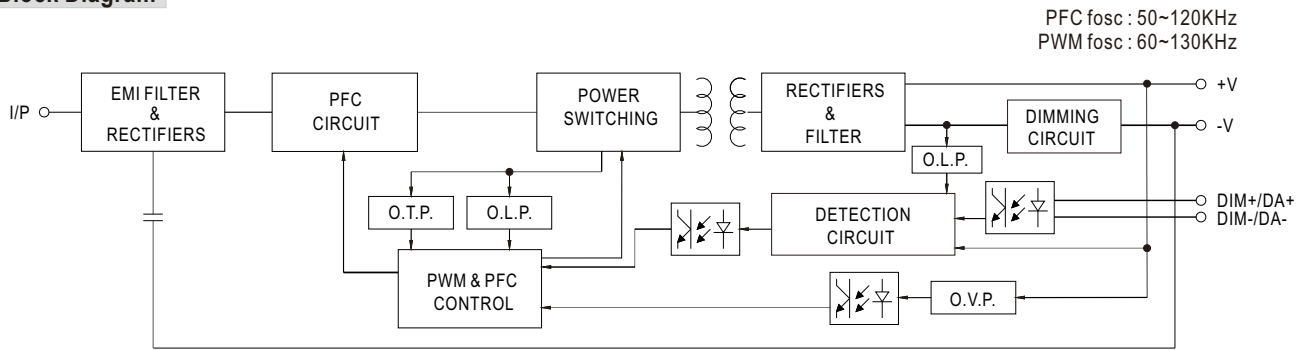 Block Diagram
PFC fosc : 50~120KHz
PWM fosc : 60~130KHz
I/P
EMI FILTER
&
RECTIFIERS
PFC
CIRCUIT
POWER
SWITCHING
RECTIFIERS
&
FILTER
DIMMING
CIRCUIT
+V
-V
O.L.P.
O.T.P.
O.L.P.
DETECTION
CIRCUIT
DIM+/DA+
DIM-/DA-
PWM & PFC
CONTROL
O.V.P.